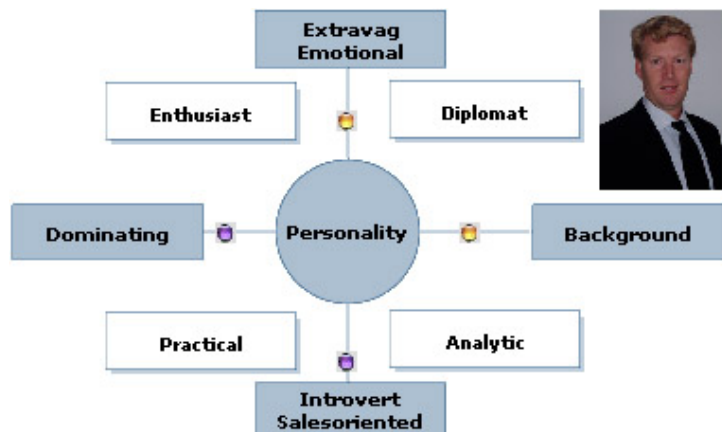 Extravag
Emotional
Enthusiast
Diplomat
Dominating
Personality
Background
Practical
Analytic
Introvert
Salesoriented